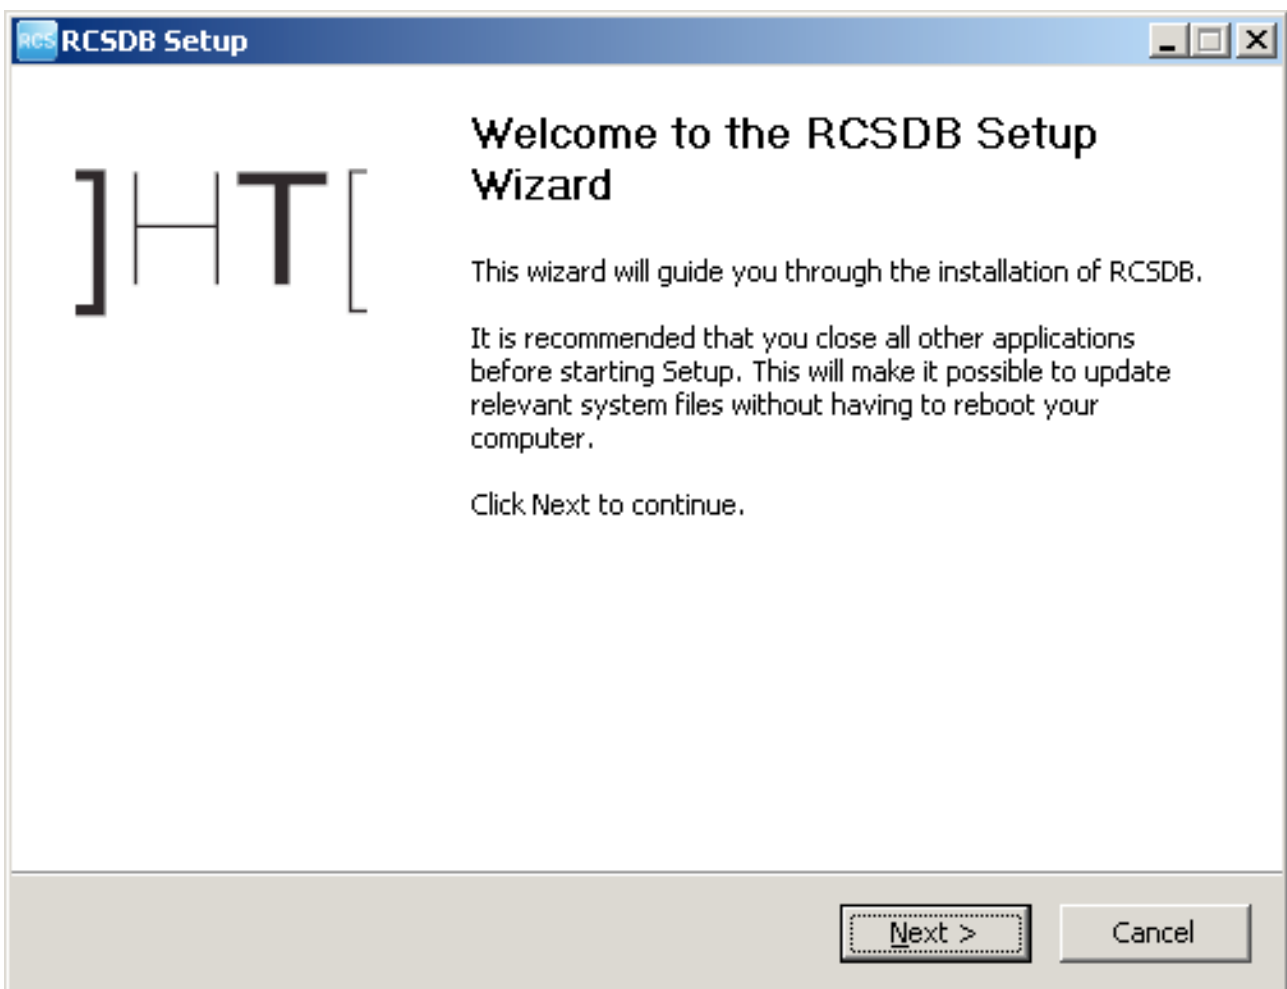 RCS RCSDB Setup
]HT[
Welcome to the RCSDB Setup
Wizard
This wizard will guide you through the installation of RCSDB.
It is recommended that you close all other applications
before starting Setup. This will make it possible to update
relevant system files without having to reboot your
computer.
Click Next to continue.
Next >
Cancel